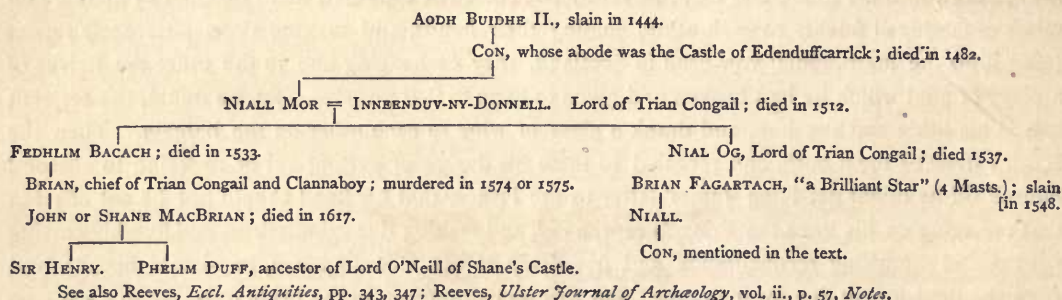 Aodh Buidhe II., slain in 1444.
Con, whose abode was the Castle of Edenduffcarrick; died in 1482.
Niall Mor = Inneenduv-ny-Donnell. Lord of Trian Congail; died in 1512.
Fedhlim Bacach; died in 1533.
Nial Og, Lord of Trian Congail; died 1537.
Brian, chief of Trian Congail and Clannaboy; murdered in 1574 or 1575.
Brian Fagartach, "a Brilliant Star" (4 Masts.); slain
[in 1548.
John or Shane MacBrian; died in 1617.
Niall.
Con, mentioned in the text.
Sir Henry. Phelim Duff, ancestor of Lord O'Neill of Shane's Castle.
See also Reeves, Eccl. Antiquities, pp. 343, 347; Reeves, Ulster Journal of Archæology, vol. ii., p. 57, Notes.